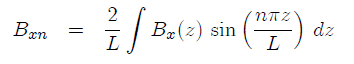 B_{xn} = \frac{2}{L} \int B_x(z) \sin\left(\frac{n\pi z}{L}\right) dz